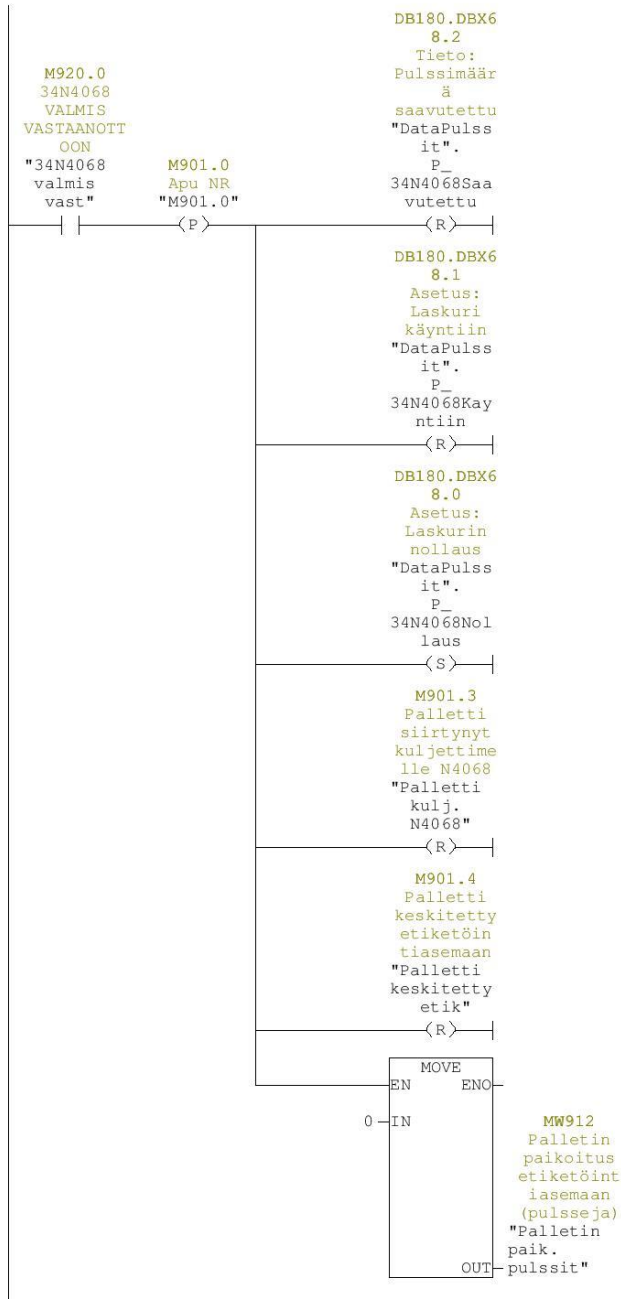 DB180.DBX6
8.2
Tieto:
Pulssimäär
ä
saavutettu
"DataPulss
it".
P_
34N4068Saa
vutettu
M920.0
34N4068
VALMIS
VASTAANOTT
OON
"34N4068
valmis
vast"
M901.0
Apu NR
"M901.0"
P
R
DB180.DBX6
8.1
Asetus:
Laskuri
käyntiin
"DataPulss
it".
P_
34N4068Kay
ntiin
R
DB180.DBX6
8.0
Asetus:
Laskurin
nollaus
"DataPulss
it".
P_
34N4068Nol
laus
S
M901.3
Palletti
siirtynyt
kuljettime
lle N4068
"Palletti
kulj.
N4068"
R
M901.4
Palletti
keskitetty
etiketöin
tiasemaan
"Palletti
keskitetty
etik"
R
MOVE
EN ENO
0 IN
MW912
Palletin
paikoitus
etiketöint
iasemaan
(pulsseja)
"Palletin
paik.
OUT pulssit"